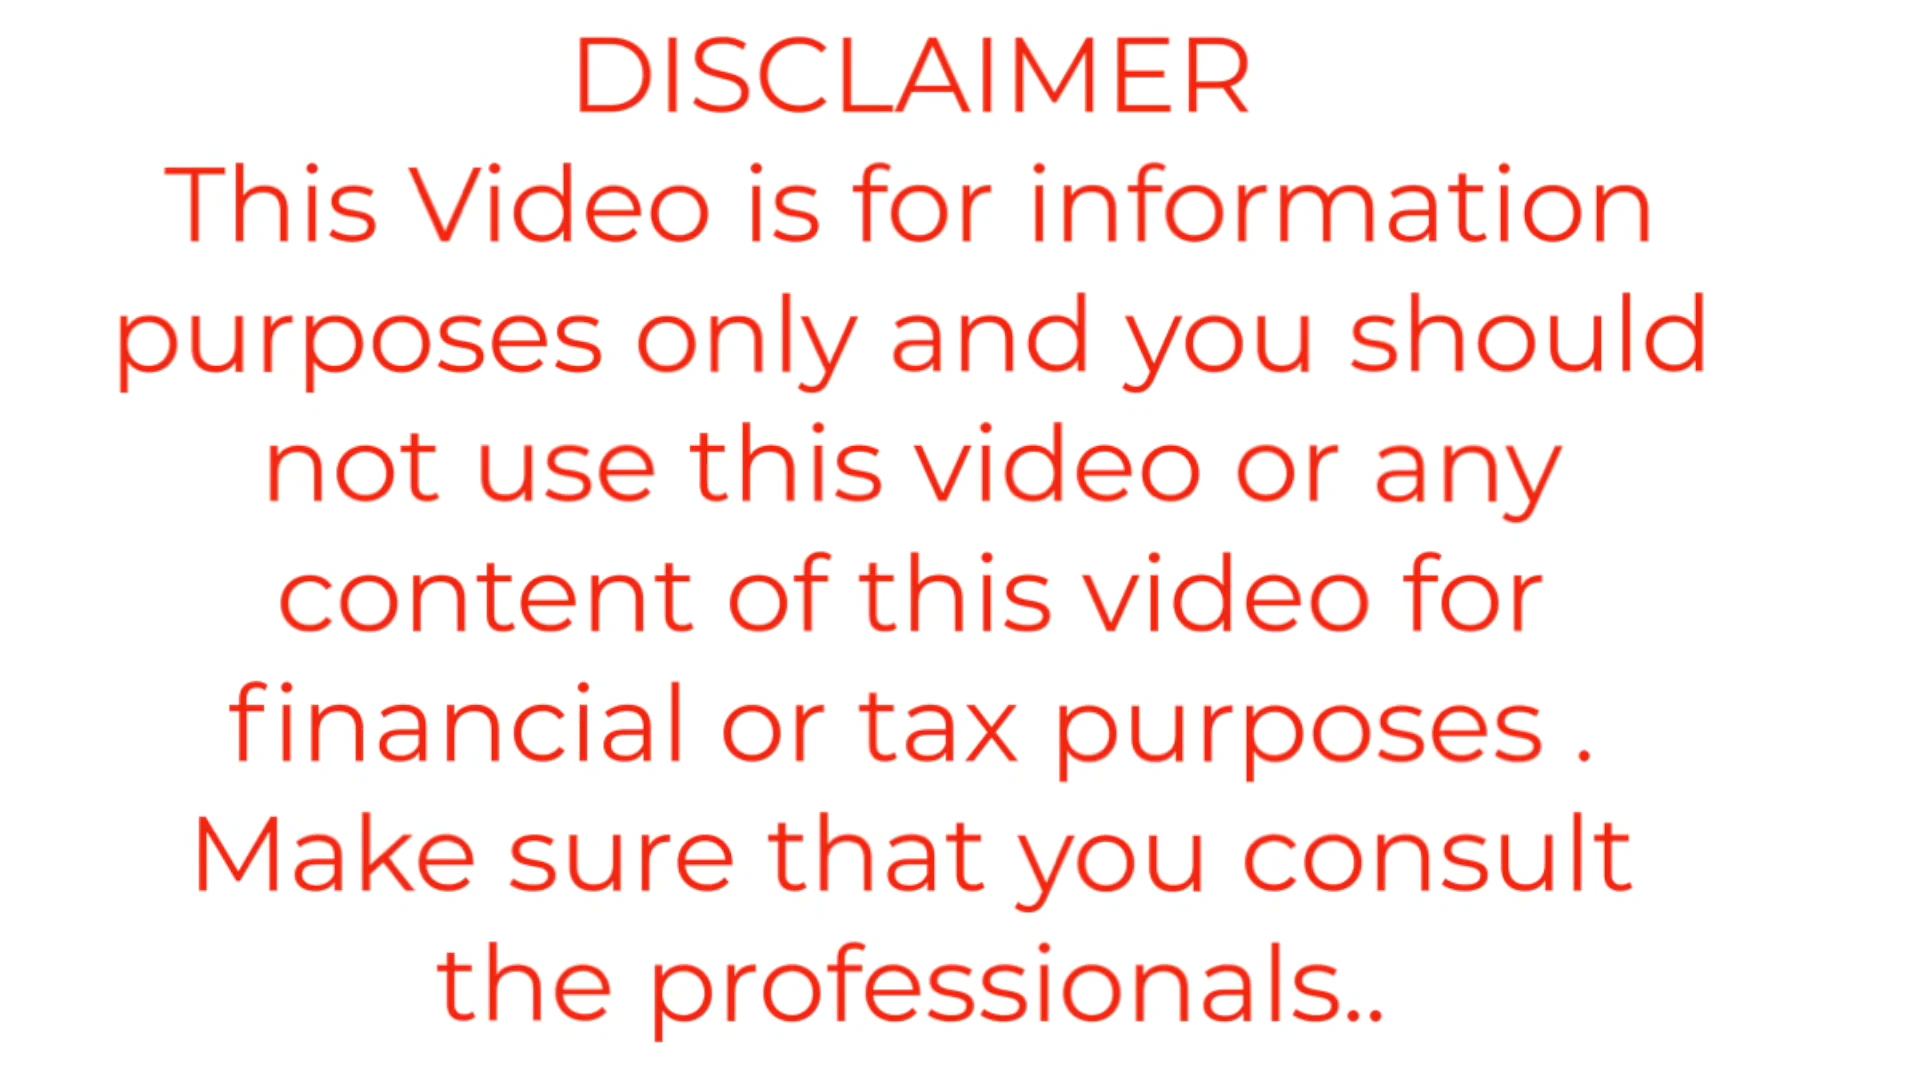 DISCLAIMER
This Video is for information
purposes only and you should
not use this video or any
content of this video for
financial or tax purposes .
Make sure that you consult
the professionals..